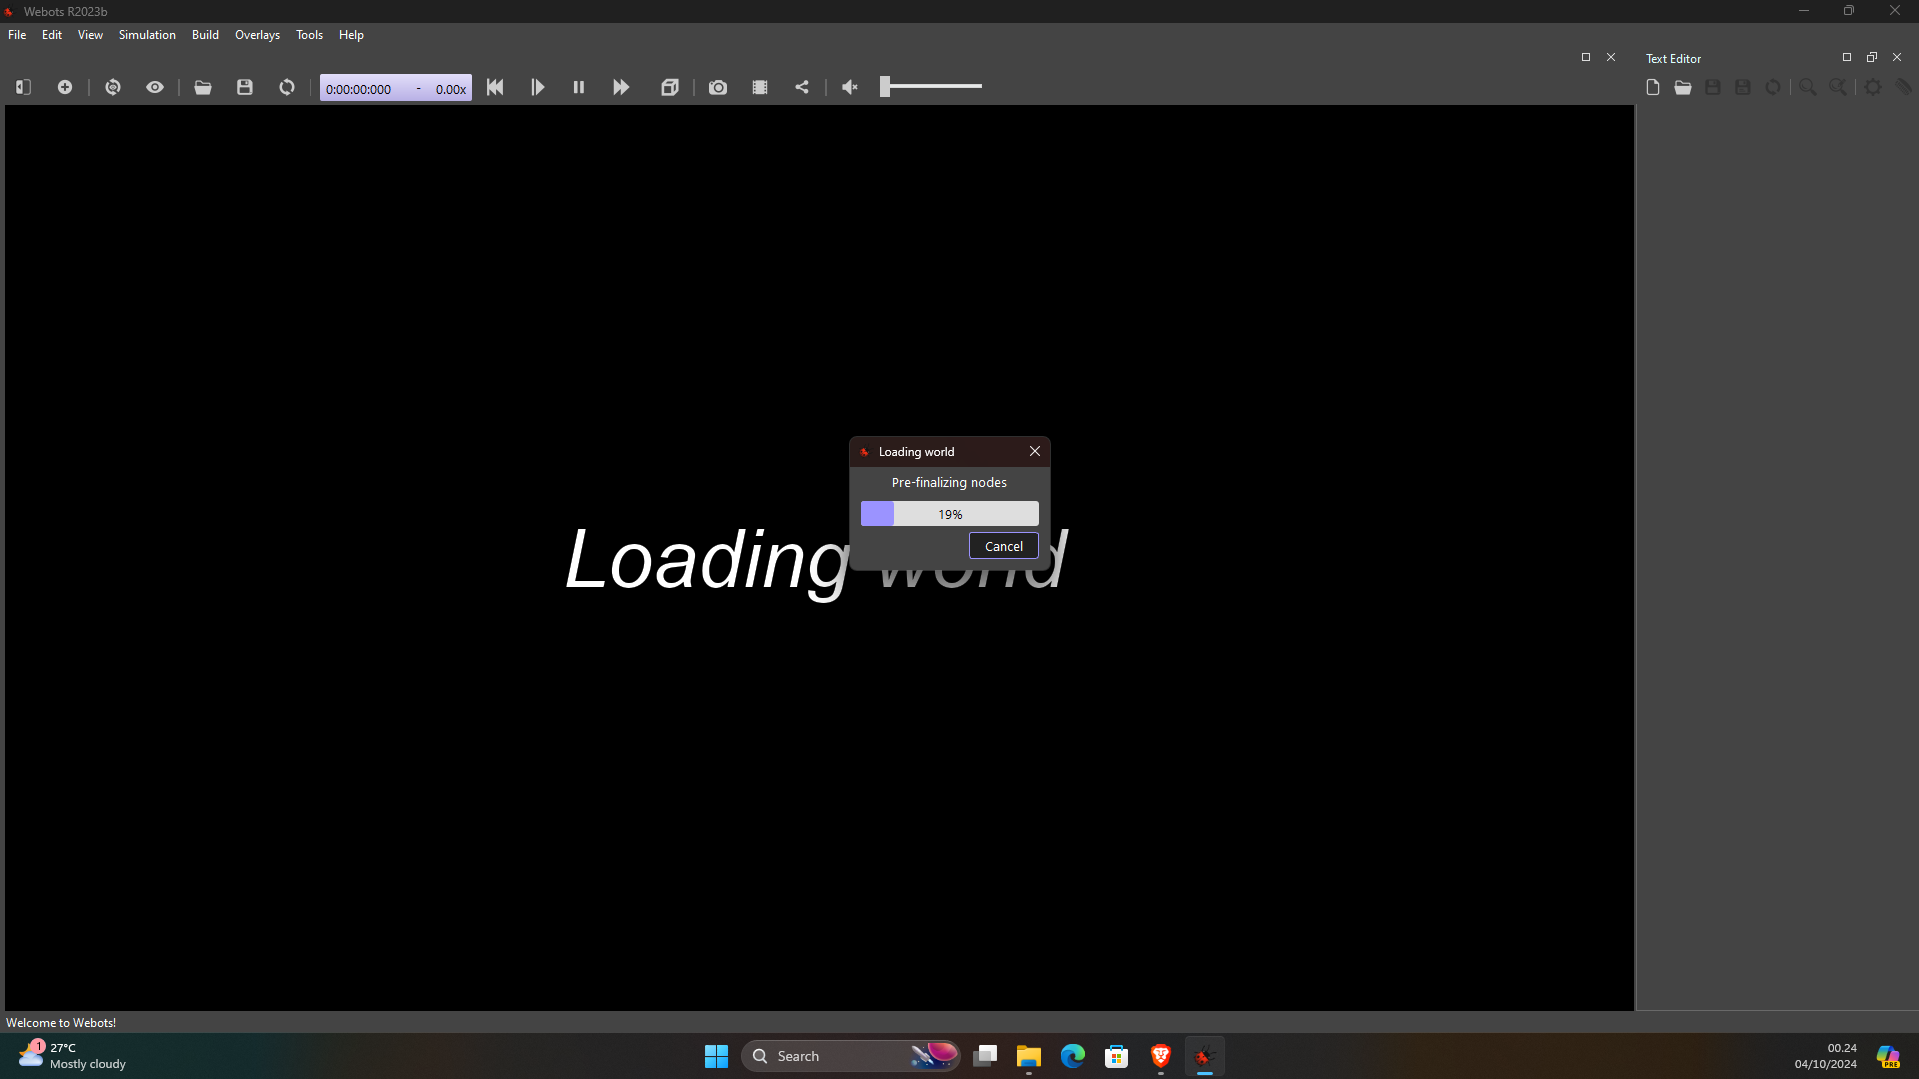 Webots R2023b
File Edit View Simulation Build Overlays Tools Help
Text Editor
0:00:00:000 - 0.00x
Loading world
Pre-finalizing nodes
19%
Cancel
Loading world
Welcome to Webots!
1
27°C
Mostly cloudy
Search
00.24
04/10/2024
PRE